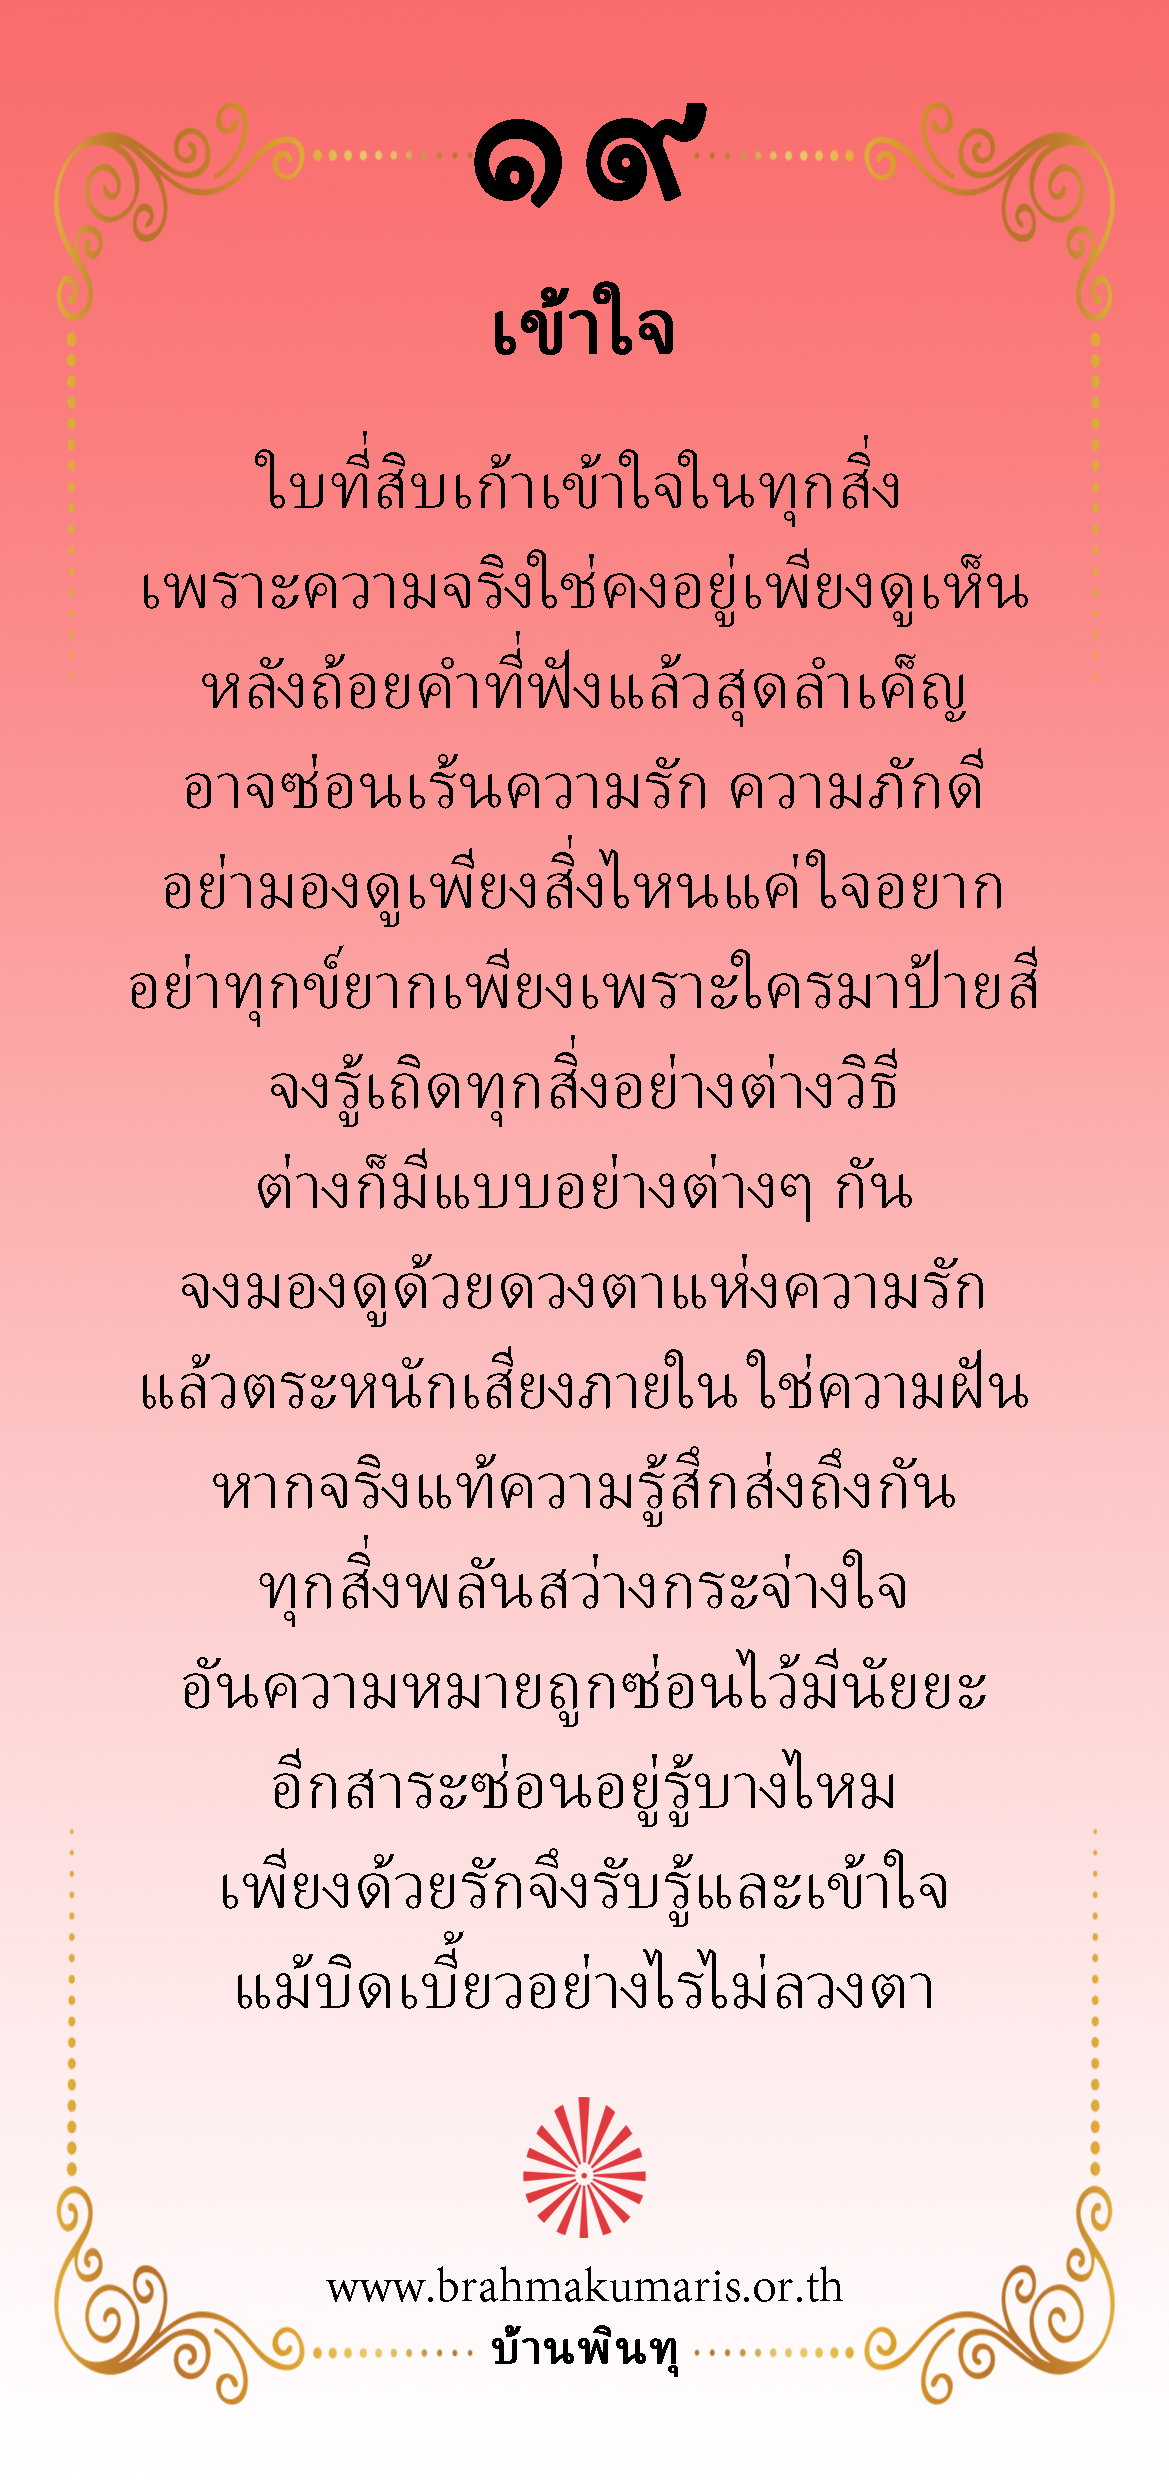 ๑๙
เข้าใจ
ใบที่สิบเก้าเข้าใจในทุกสิ่ง
เพราะความจริงใช่คงอยู่เพียงดูเห็น
หลังถ้อยคำที่ฟังแล้วสุดลำเค็ญ
อาจซ่อนเร้นความรัก ความภักดี
อย่ามองดูเพียงสิ่งไหนแค่ใจอยาก
อย่าทุกข์ยากเพียงเพราะใครมาป้ายสี
จงรู้เถิดทุกสิ่งอย่างต่างวิธี
ต่างก็มีแบบอย่างต่างๆ กัน
จงมองดูด้วยดวงตาแห่งความรัก
แล้วตระหนักเสียงภายใน ใช่ความฝัน
หากจริงแท้ความรู้สึกส่งถึงกัน
ทุกสิ่งพลันสว่างกระจ่างใจ
อันความหมายถูกซ่อนไว้มีนัยยะ
อีกสาระซ่อนอยู่รู้บางไหม
เพียงด้วยรักจึงรับรู้และเข้าใจ
แม้บิดเบี้ยวอย่างไรไม่ลวงตา
www.brahmakumaris.or.th
บ้านพินทุ